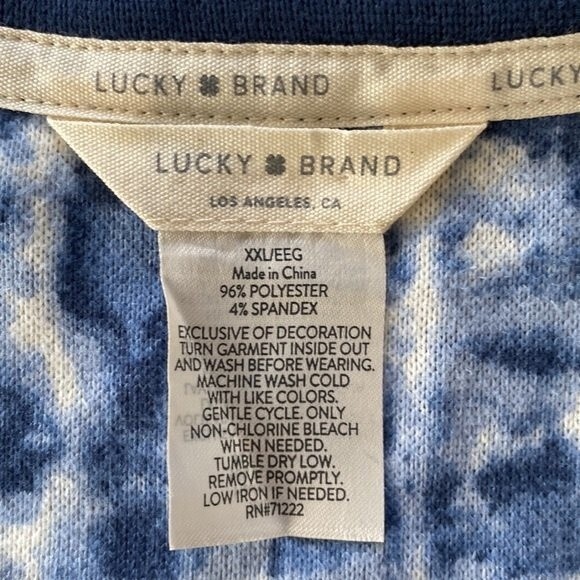 LUCKY BRAND LUCKY
LUCKY BRAND
LOS ANGELES, CA
XXL/EEG
Made in China
96% POLYESTER
4% SPANDEX
EXCLUSIVE OF DECORATION
TURN GARMENT INSIDE OUT
AND WASH BEFORE WEARING.
MACHINE WASH COLD
WITH LIKE COLORS.
GENTLE CYCLE. ONLY
NON-CHLORINE BLEACH
WHEN NEEDED.
TUMBLE DRY LOW.
REMOVE PROMPTLY.
LOW IRON IF NEEDED.
RN#71222